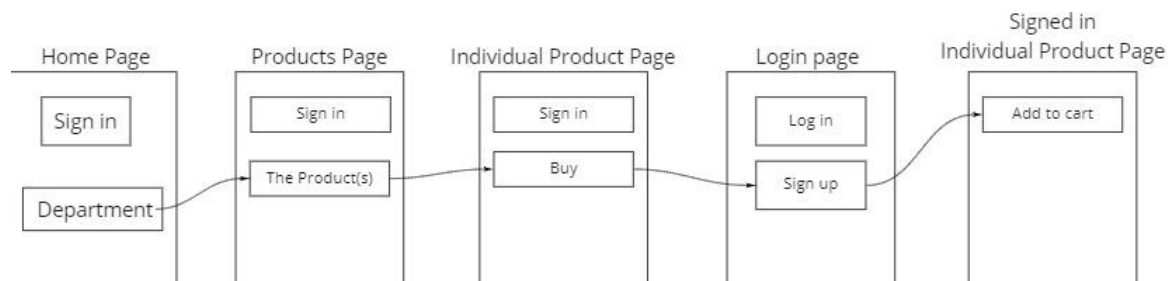 Home Page
Sign in
Department
Products Page
Sign in
The Product(s)
Individual Product Page
Sign in
Buy
Login page
Log in
Sign up
Signed in
Individual Product Page
Add to cart